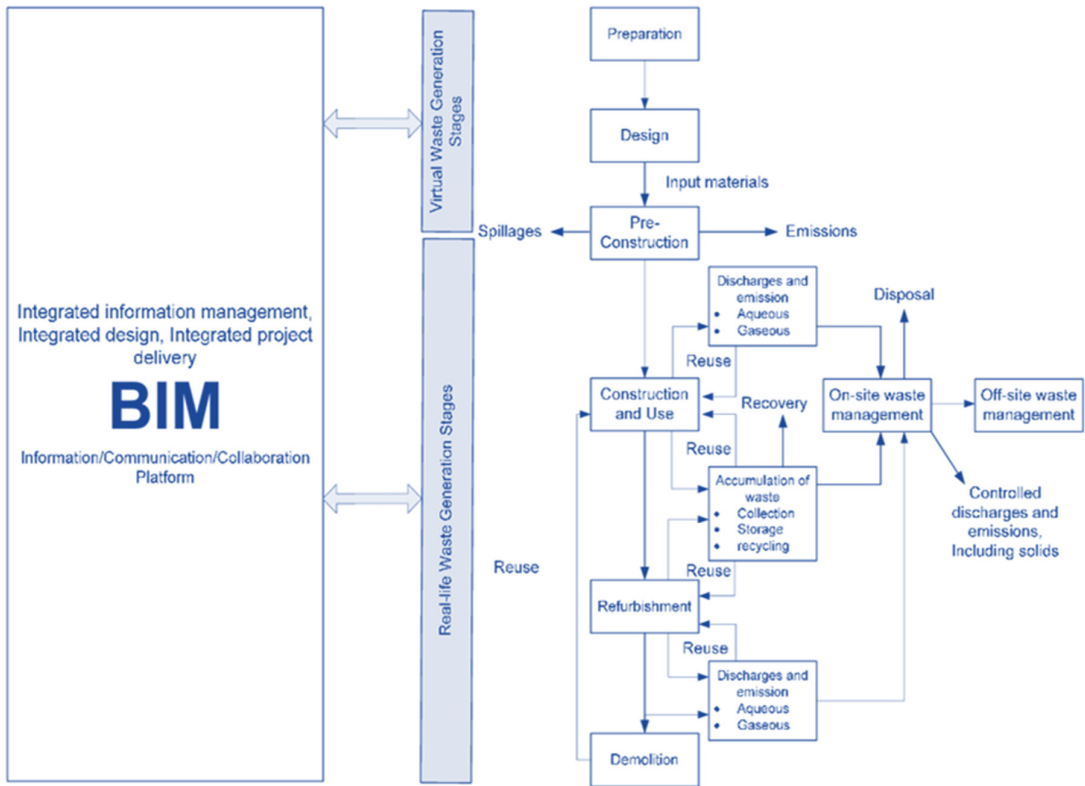 Integrated information management,
Integrated design, Integrated project
delivery
BIM
Information/Communication/Collaboration
Platform
Virtual Waste Generation
Stages
Real-life Waste Generation Stages
Preparation
Design
Input materials
Spillages
Pre-
Construction
Emissions
Discharges and
emission
• Aqueous
• Gaseous
Disposal
Reuse
Construction
and Use
Recovery
On-site waste
management
Off-site waste
management
Reuse
Accumulation of
waste
• Collection
• Storage
• recycling
Controlled
discharges and
emissions,
Including solids
Reuse
Reuse
Refurbishment
Reuse
Discharges and
emission
• Aqueous
• Gaseous
Demolition